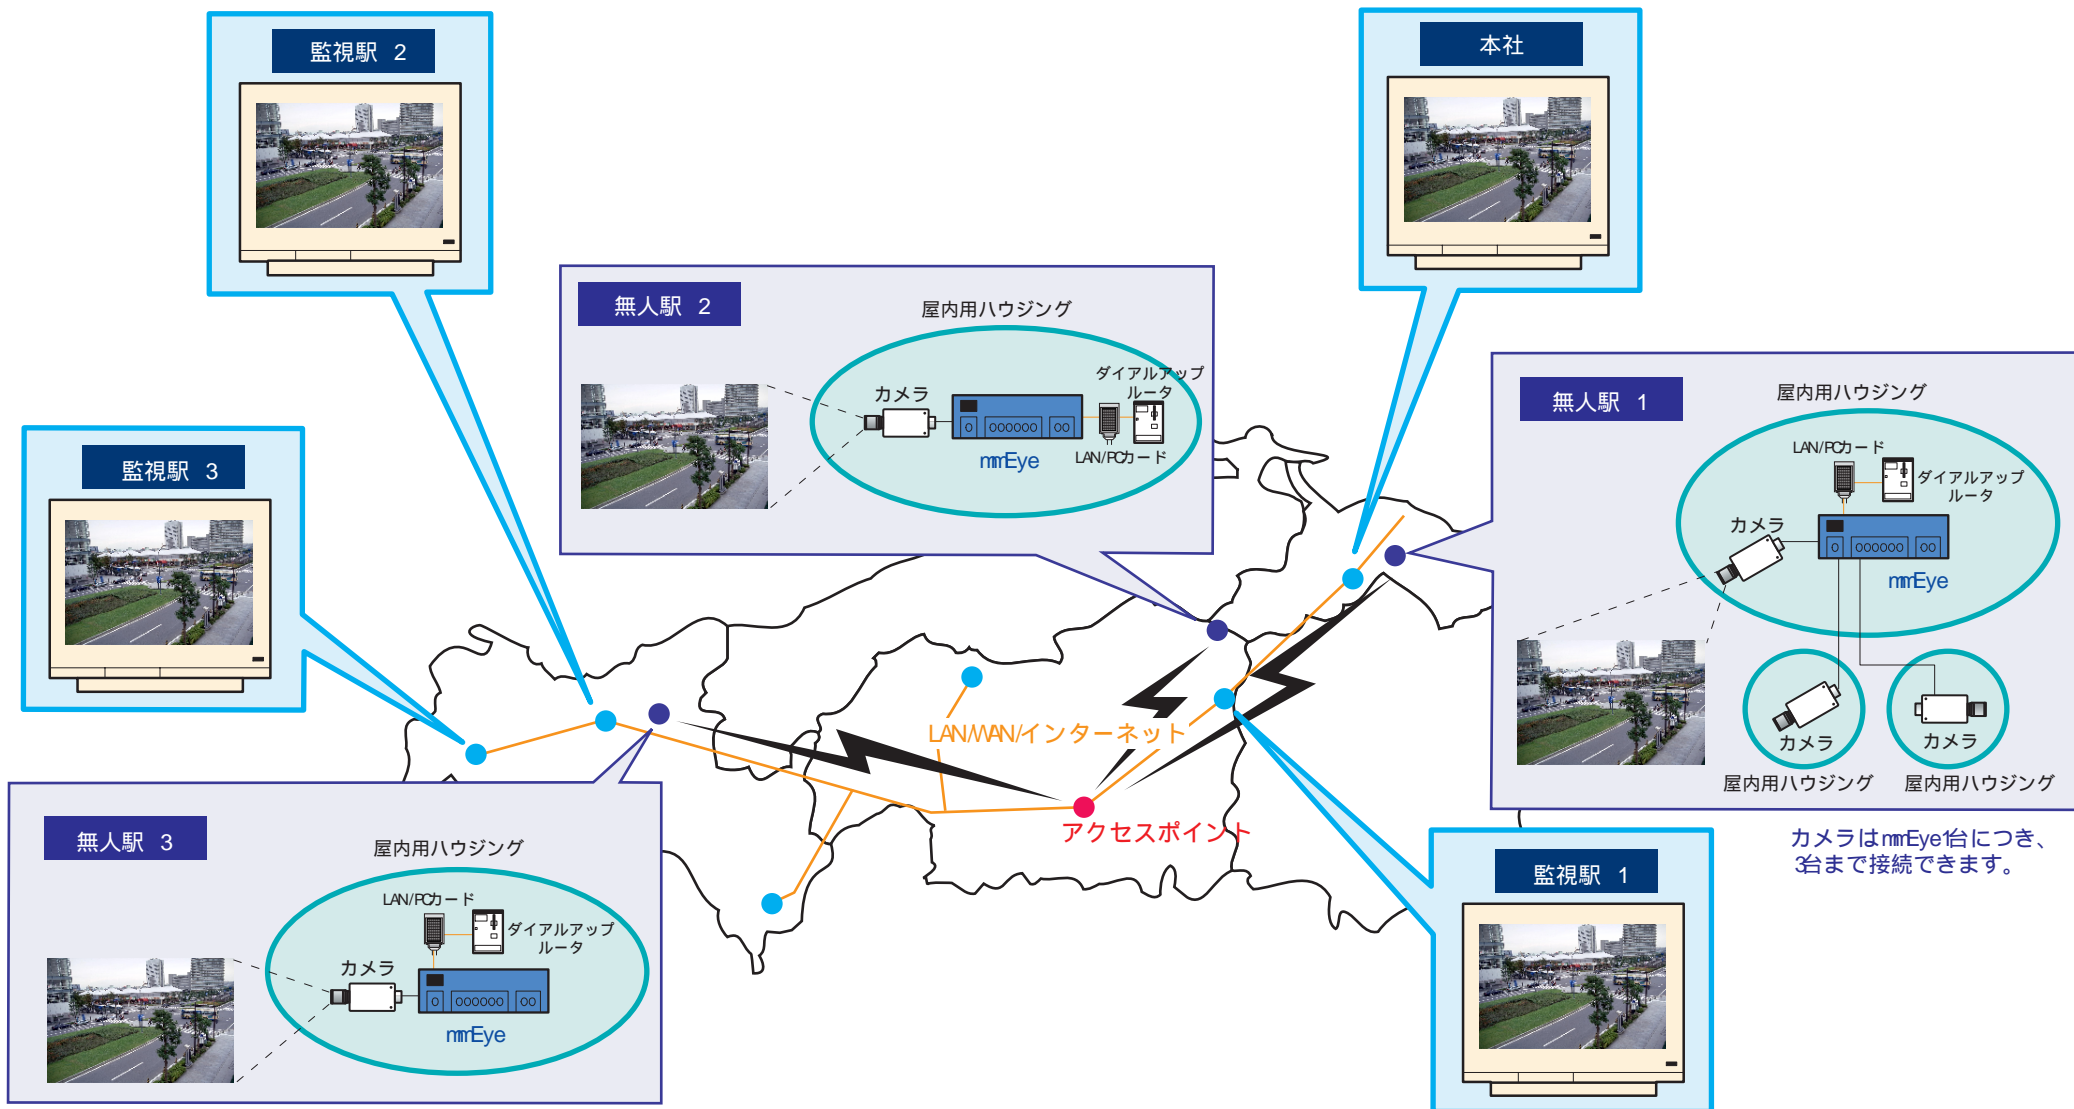 監視駅 2
本社
無人駅 2
屋内用ハウジング
カメラ
ダイアルアップ
ルータ
mmEye
LAN/PCカード
無人駅 1
屋内用ハウジング
LAN/PCカード
ダイアルアップ
ルータ
カメラ
mmEye
カメラ
カメラ
屋内用ハウジング
屋内用ハウジング
カメラはmmEye1台につき、
3台まで接続できます。
監視駅 3
LAN/WAN/インターネット
アクセスポイント
無人駅 3
屋内用ハウジング
LAN/PCカード
ダイアルアップ
ルータ
カメラ
mmEye
監視駅 1